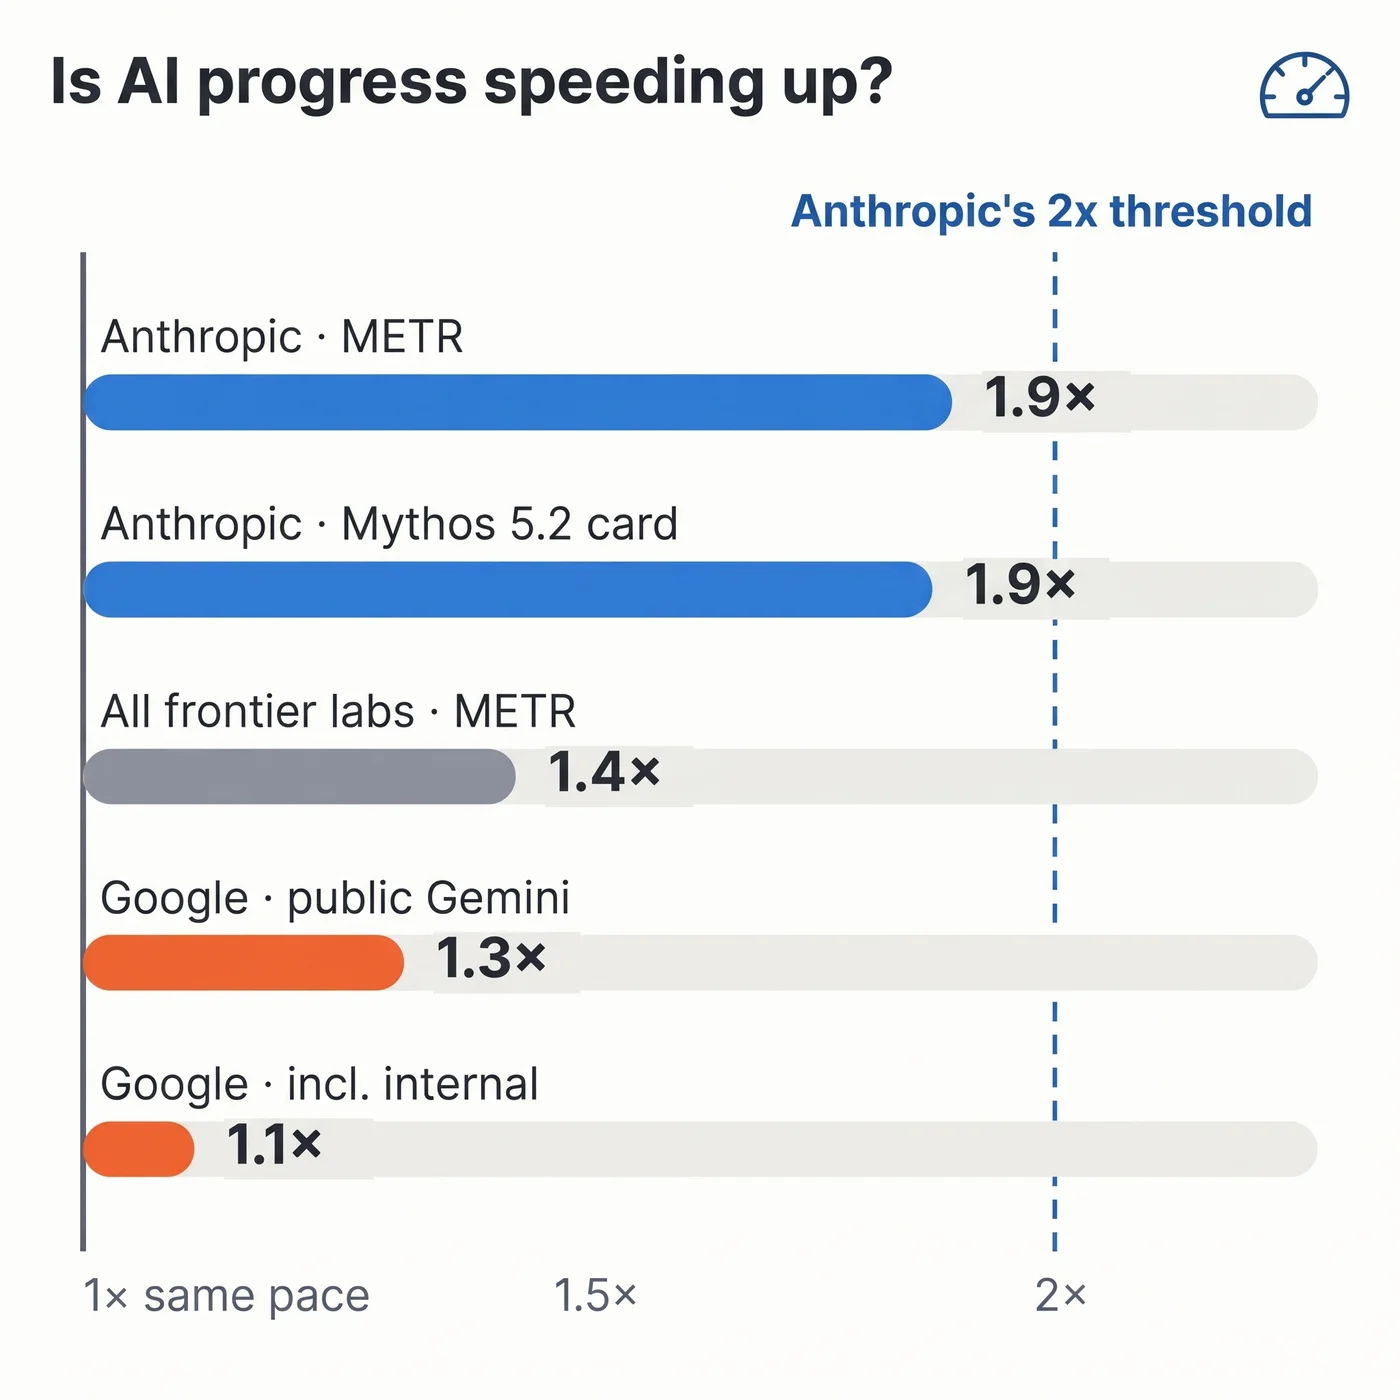 Is AI progress speeding up?
Anthropic's 2x threshold
Anthropic · METR
1.9×
Anthropic · Mythos 5.2 card
1.9×
All frontier labs · METR
1.4×
Google · public Gemini
1.3×
Google · incl. internal
1.1×
1× same pace
1.5×
2×